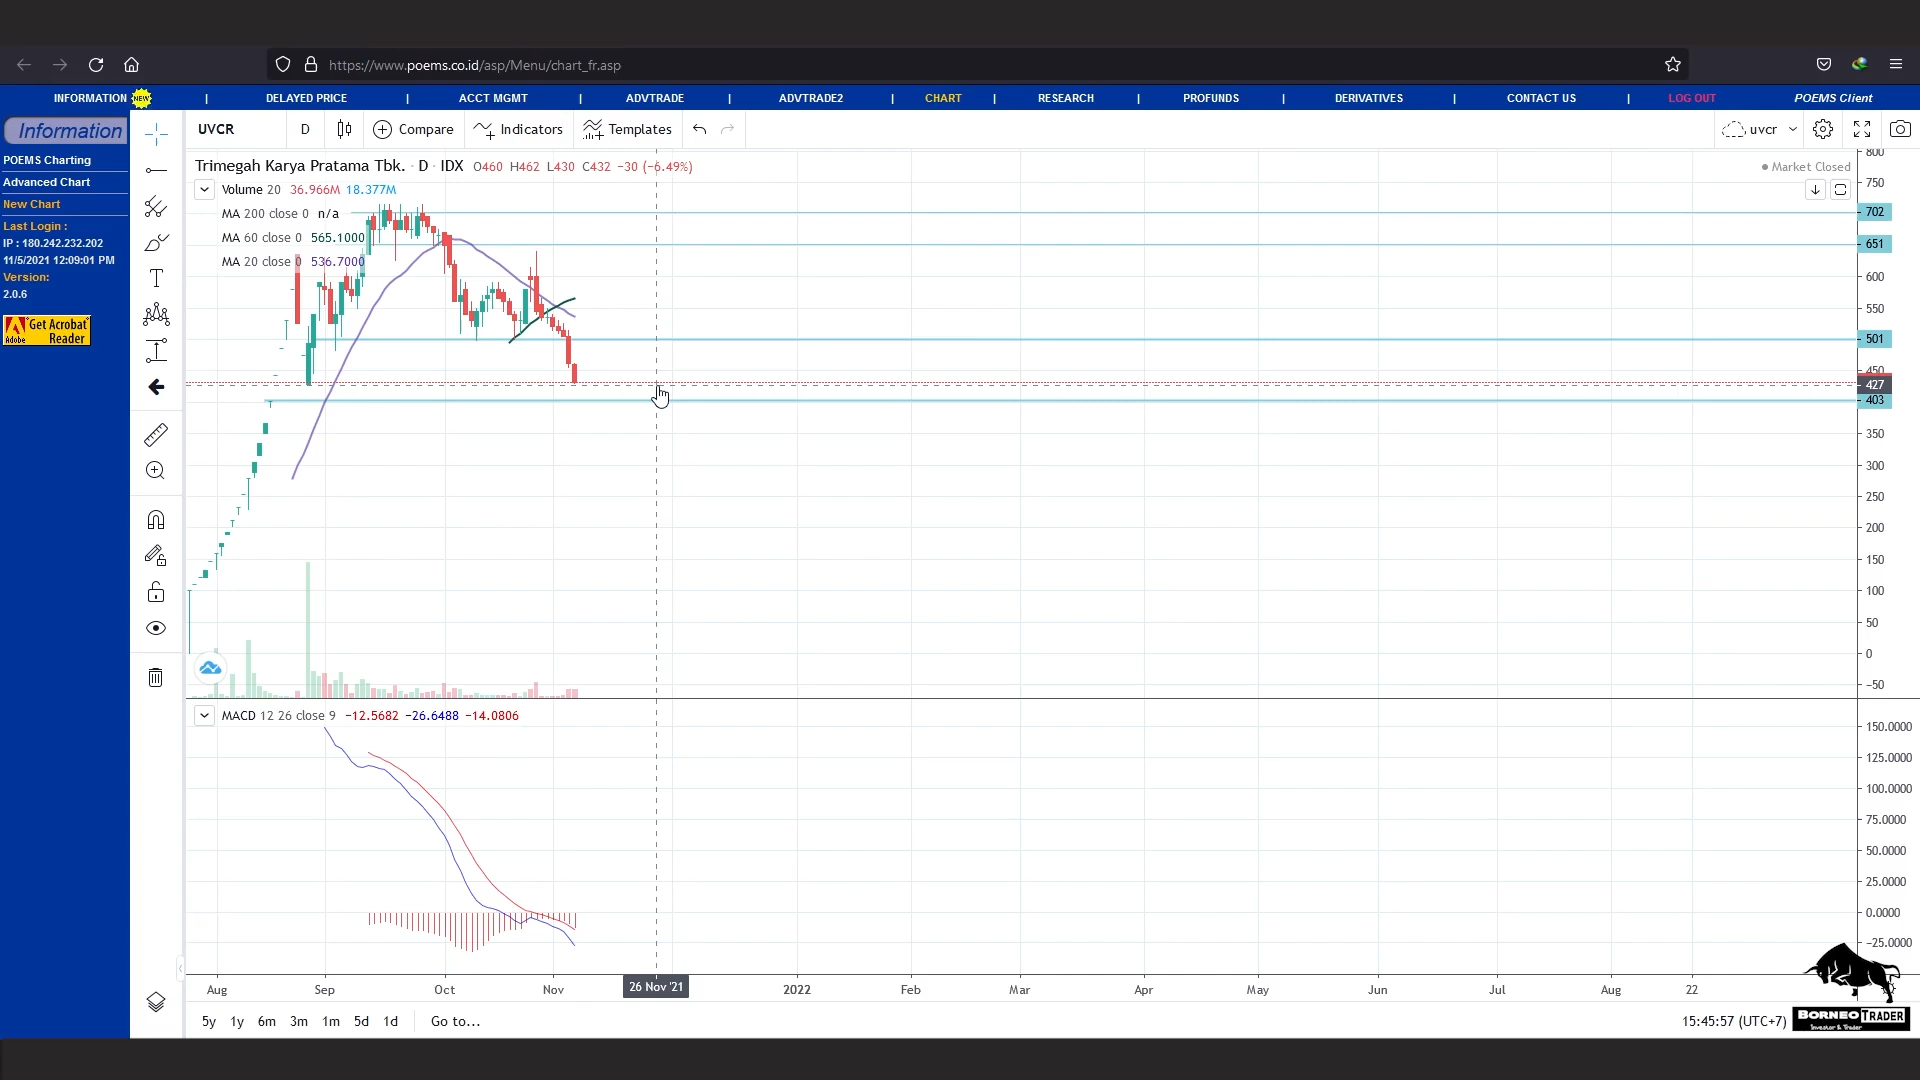 https://www.poems.co.id/asp/Menu/chart_fr.asp
INFORMATION NEW | DELAYED PRICE | ACCT MGMT | ADVTRADE | ADVTRADE2 | CHART | RESEARCH | PROFUNDS | DERIVATIVES | CONTACT US | LOG OUT POEMS Client
Information
POEMS Charting
Advanced Chart
New Chart
Last Login :
IP : 180.242.232.202
11/5/2021 12:09:01 PM
Version:
2.0.6
Get Acrobat
Adobe Reader
UVCR D Compare Indicators Templates uvcr
Trimegah Karya Pratama Tbk. · D · IDX O460 H462 L430 C432 −30 (−6.49%)
Market Closed
Volume 20 36.966M 18.377M
MA 200 close 0 n/a
MA 60 close 0 565.1000
MA 20 close 0 536.7000
800
750
702
651
600
550
501
450
427
403
350
300
250
200
150
100
50
0
−50
MACD 12 26 close 9 −12.5682 −26.6488 −14.0806
150.0000
125.0000
100.0000
75.0000
50.0000
25.0000
0.0000
−25.0000
Aug Sep Oct Nov 26 Nov '21 2022 Feb Mar Apr May Jun Jul Aug 22
5y 1y 6m 3m 1m 5d 1d Go to...
15:45:57 (UTC+7)
BORNEO TRADER
Investor & Trader